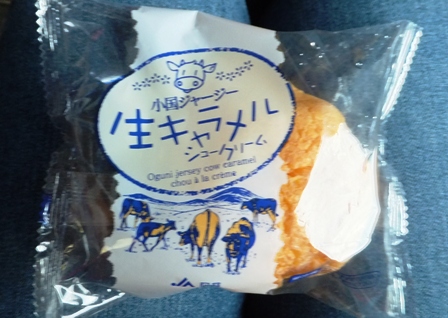 小国ジャージー
生キャラメル
シュークリーム
Oguni jersey cow caramel
chou à la crème